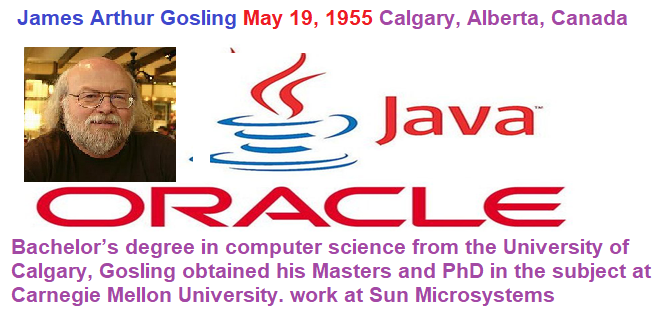 James Arthur Gosling May 19, 1955 Calgary, Alberta, Canada
Java™
ORACLE
Bachelor’s degree in computer science from the University of
Calgary, Gosling obtained his Masters and PhD in the subject at
Carnegie Mellon University. work at Sun Microsystems